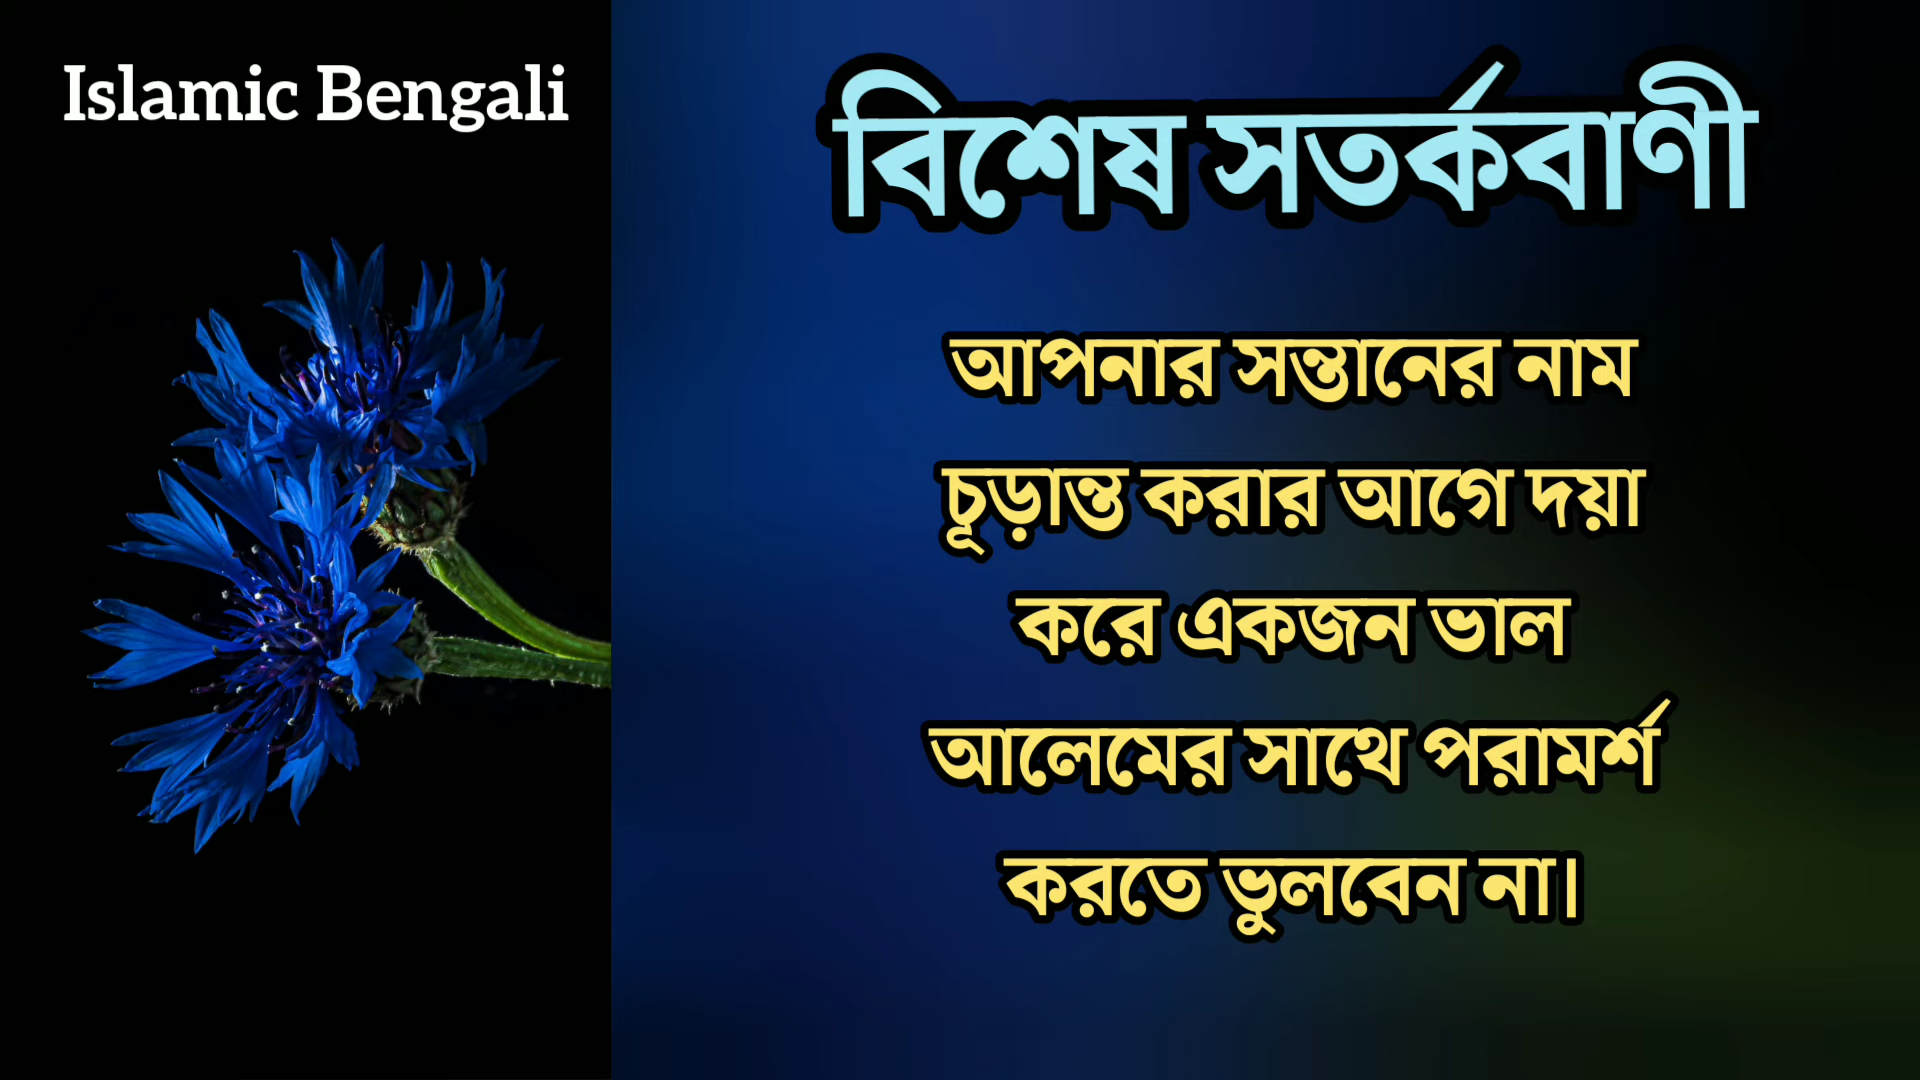 Islamic Bengali
বিশেষ সতর্কবাণী
আপনার সন্তানের নাম
চূড়ান্ত করার আগে দয়া
করে একজন ভাল
আলেমের সাথে পরামর্শ
করতে ভুলবেন না।